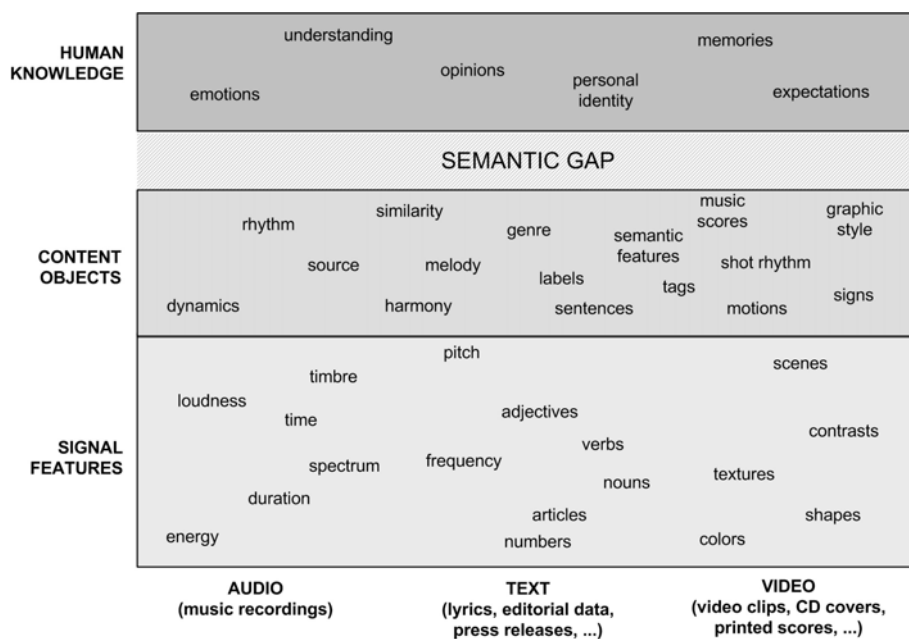 HUMAN
KNOWLEDGE
understanding
memories
opinions
personal
identity
emotions
expectations
SEMANTIC GAP
CONTENT
OBJECTS
music
scores
graphic
style
similarity
rhythm
genre
semantic
features
source
melody
shot rhythm
labels
tags
signs
dynamics
harmony
sentences
motions
SIGNAL
FEATURES
pitch
scenes
timbre
loudness
time
adjectives
contrasts
verbs
spectrum
frequency
textures
nouns
duration
articles
shapes
energy
numbers
colors
AUDIO
(music recordings)
TEXT
(lyrics, editorial data,
press releases, ...)
VIDEO
(video clips, CD covers,
printed scores, ...)